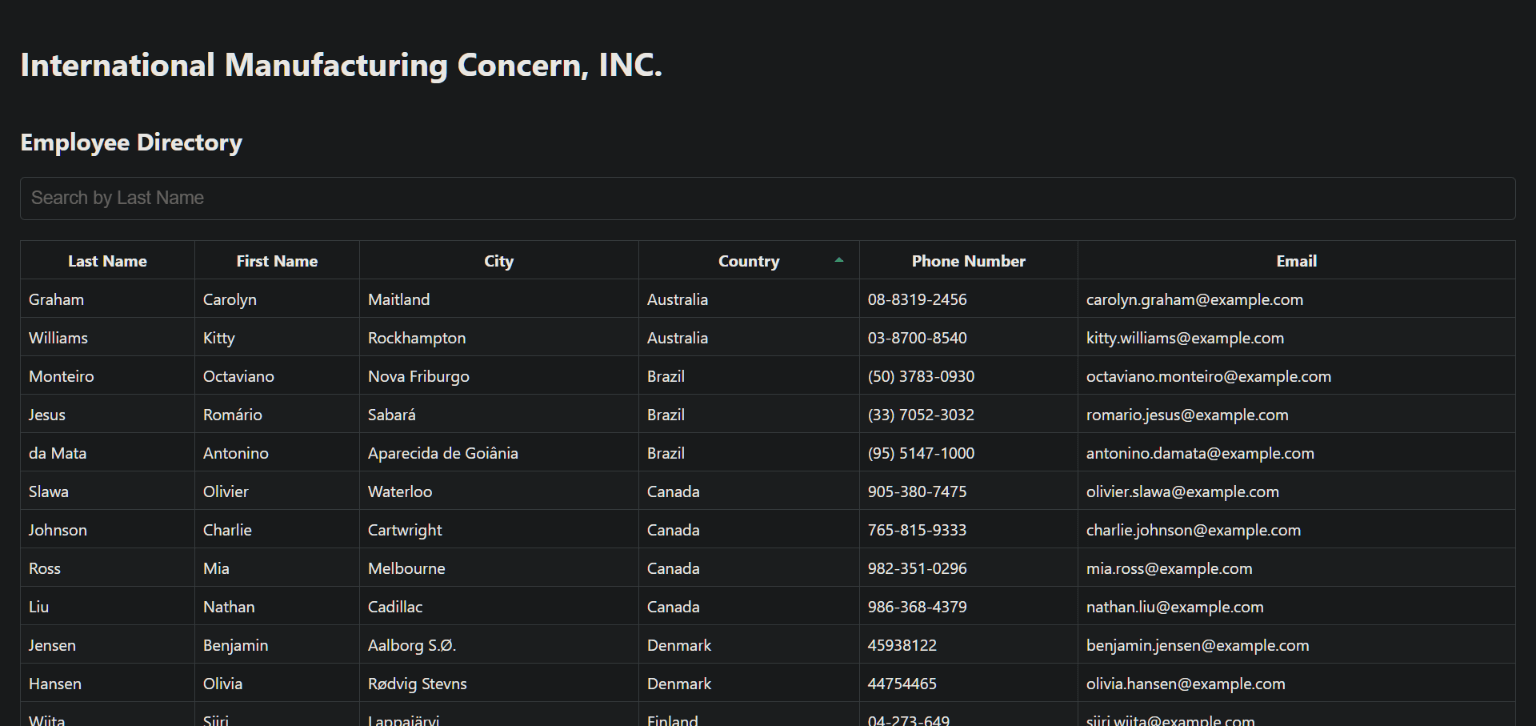 International Manufacturing Concern, INC.
Employee Directory
Search by Last Name
Last Name First Name City Country Phone Number Email
Graham Carolyn Maitland Australia 08-8319-2456 carolyn.graham@example.com
Williams Kitty Rockhampton Australia 03-8700-8540 kitty.williams@example.com
Monteiro Octaviano Nova Friburgo Brazil (50) 3783-0930 octaviano.monteiro@example.com
Jesus Romário Sabará Brazil (33) 7052-3032 romario.jesus@example.com
da Mata Antonino Aparecida de Goiânia Brazil (95) 5147-1000 antonino.damata@example.com
Slawa Olivier Waterloo Canada 905-380-7475 olivier.slawa@example.com
Johnson Charlie Cartwright Canada 765-815-9333 charlie.johnson@example.com
Ross Mia Melbourne Canada 982-351-0296 mia.ross@example.com
Liu Nathan Cadillac Canada 986-368-4379 nathan.liu@example.com
Jensen Benjamin Aalborg S.Ø. Denmark 45938122 benjamin.jensen@example.com
Hansen Olivia Rødvig Stevns Denmark 44754465 olivia.hansen@example.com
Wiita Siiri Lappajärvi Finland 04-273-649 siiri.wiita@example.com